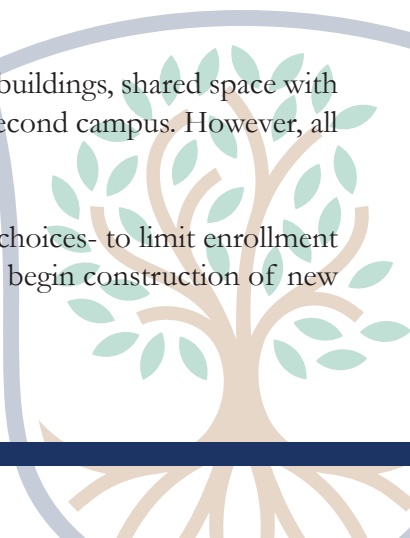 buildings, shared space with
econd campus. However, all
choices- to limit enrollment
begin construction of new